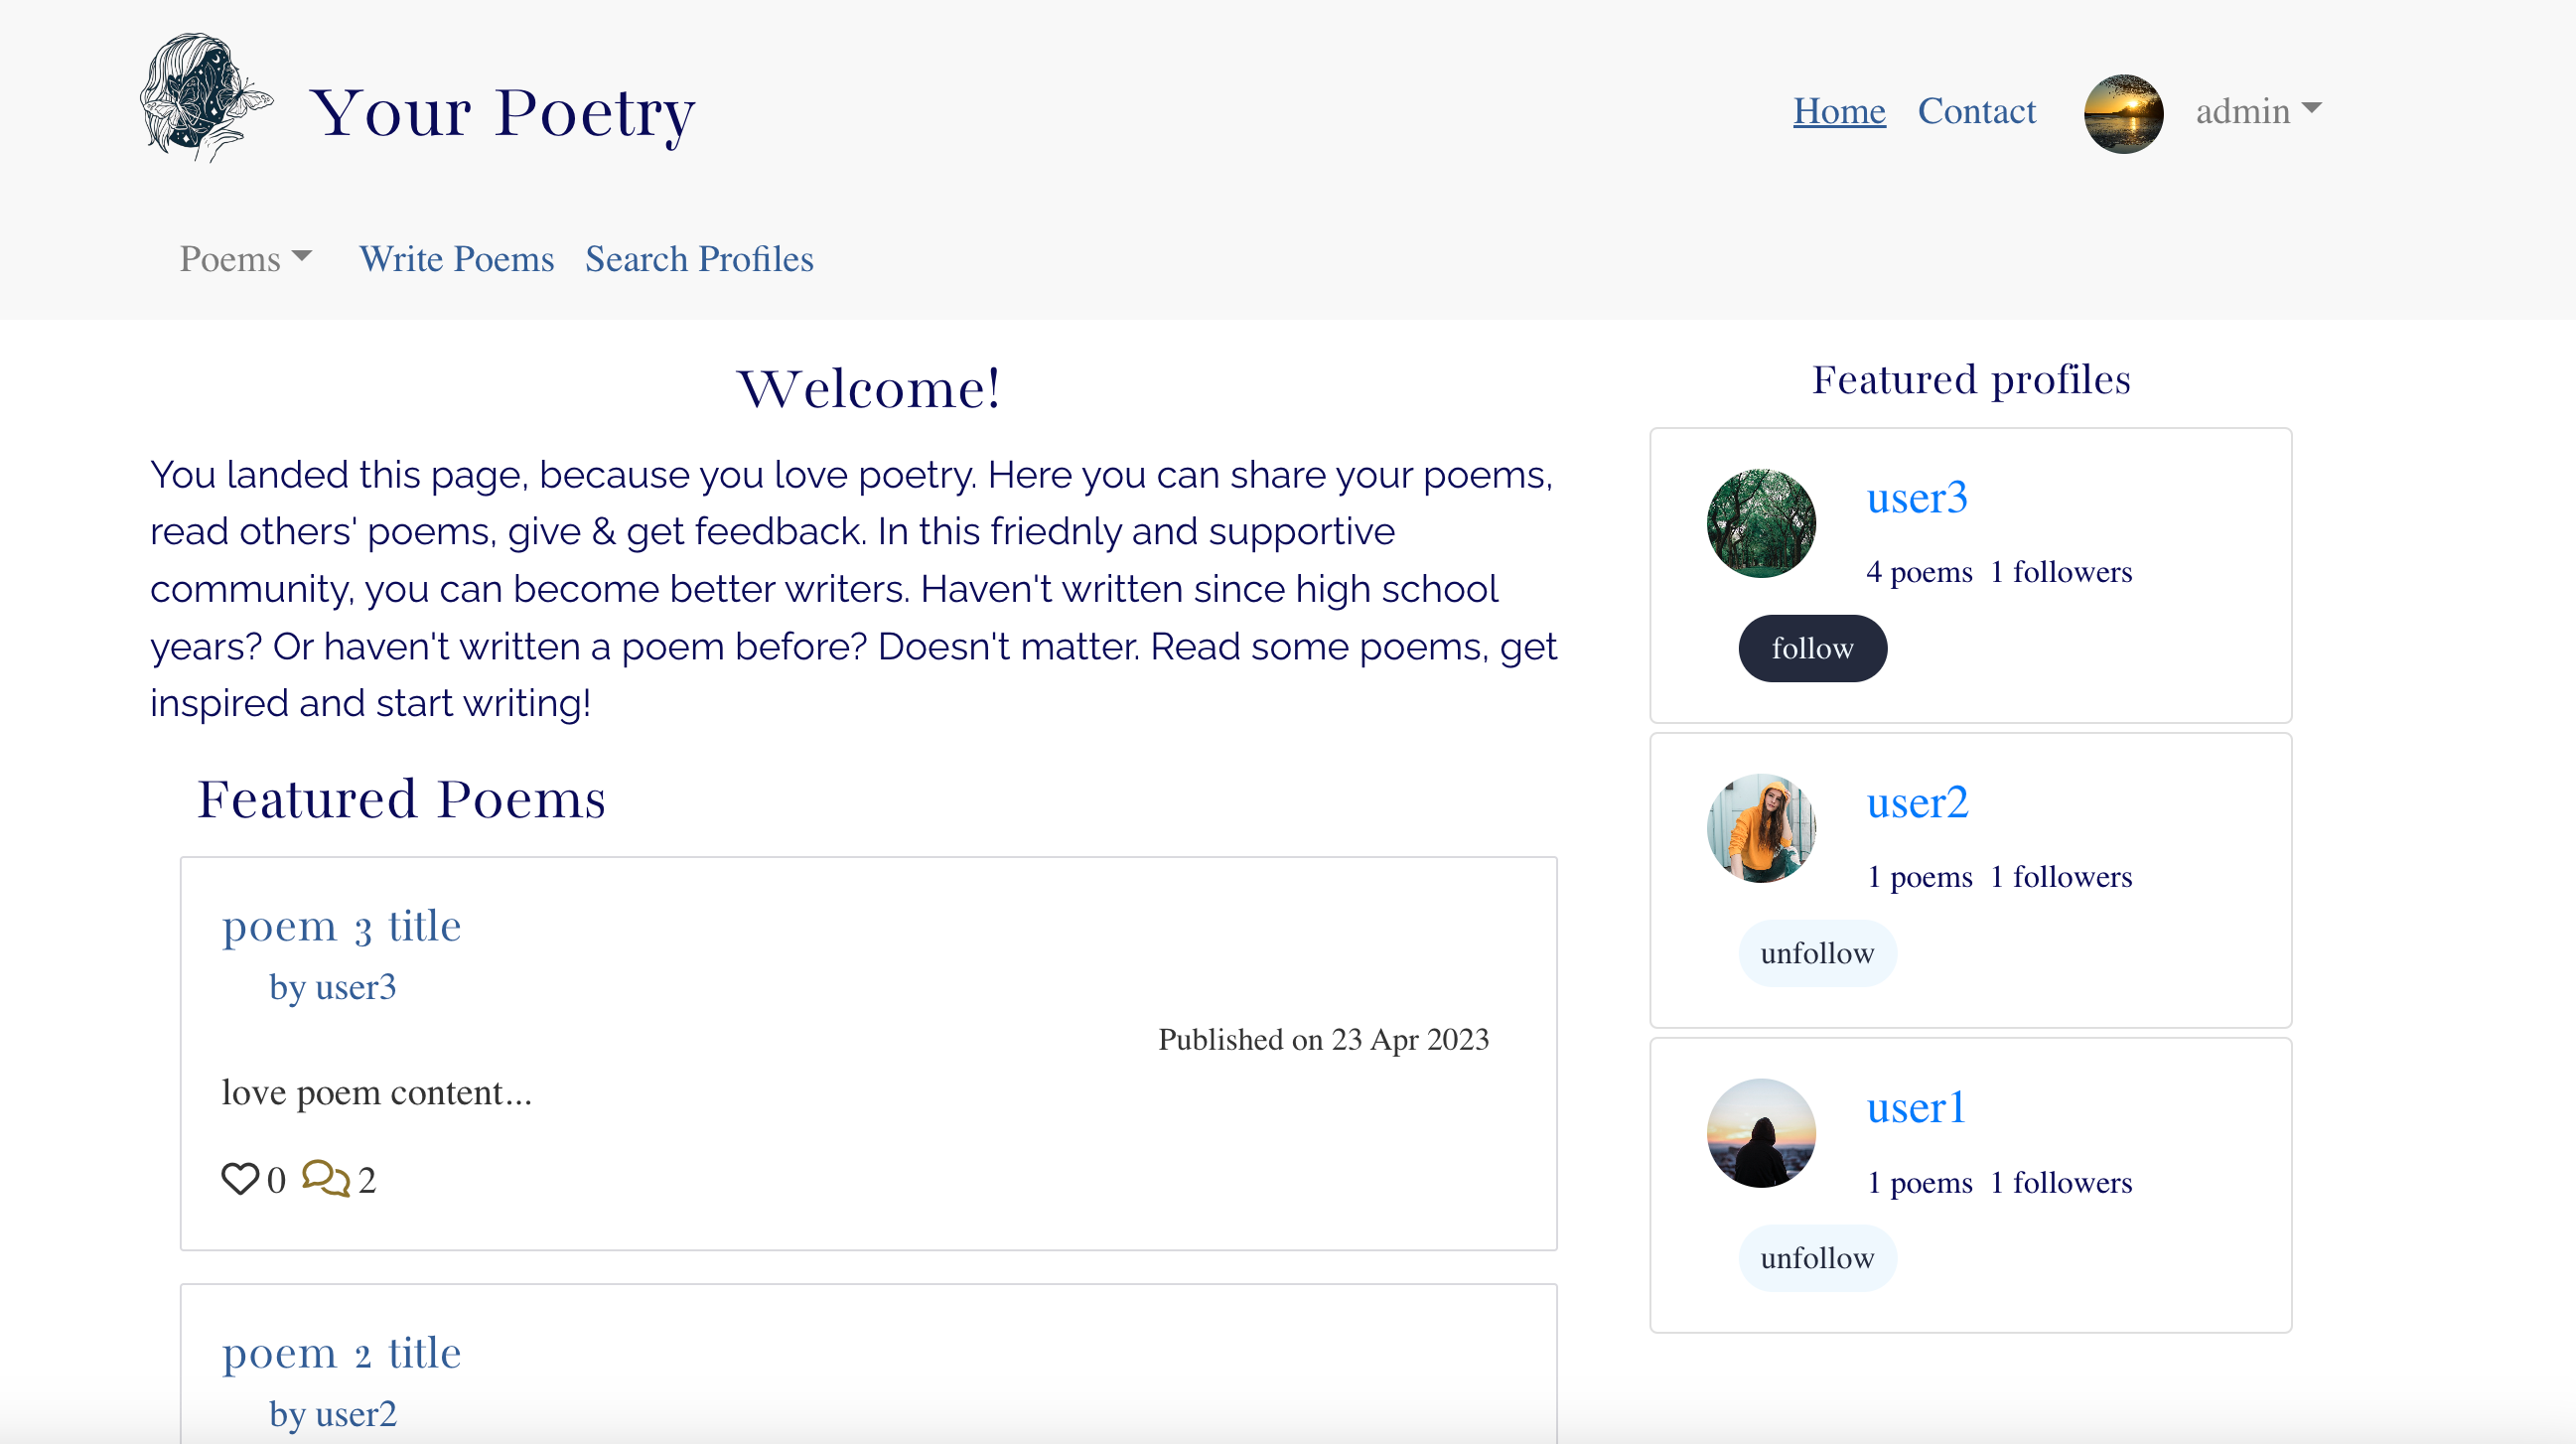 Your Poetry
Home Contact admin
Poems Write Poems Search Profiles
Welcome!
You landed this page, because you love poetry. Here you can share your poems,
read others' poems, give & get feedback. In this friednly and supportive
community, you can become better writers. Haven't written since high school
years? Or haven't written a poem before? Doesn't matter. Read some poems, get
inspired and start writing!
Featured Poems
poem 3 title
by user3
Published on 23 Apr 2023
love poem content...
0 2
poem 2 title
by user2
Featured profiles
user3
4 poems 1 followers
follow
user2
1 poems 1 followers
unfollow
user1
1 poems 1 followers
unfollow